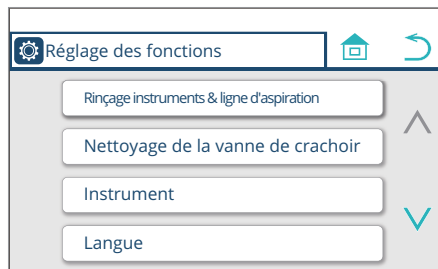 Réglage des fonctions
Rinçage instruments & ligne d'aspiration
Nettoyage de la vanne de crachoir
Instrument
Langue